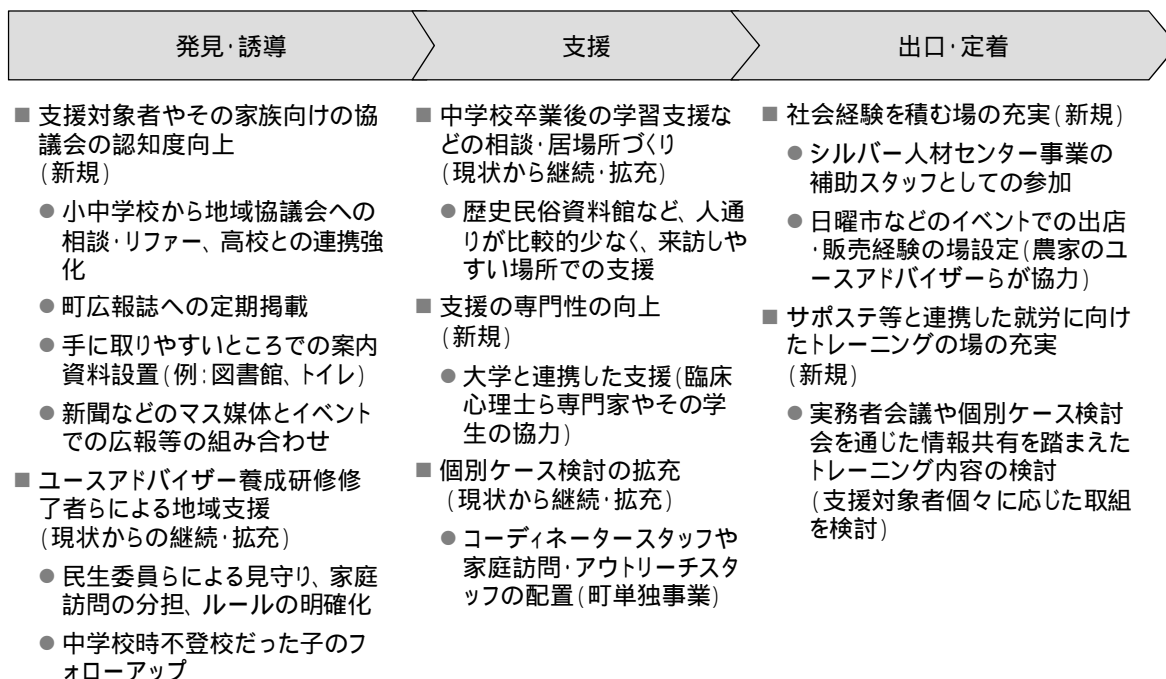 発見・誘導
支援
出口・定着
■ 支援対象者やその家族向けの協
議会の認知度向上
(新規)
● 小中学校から地域協議会への
相談・リファー、高校との連携強
化
● 町広報誌への定期掲載
● 手に取りやすいところでの案内
資料設置(例:図書館、トイレ)
● 新聞などのマス媒体とイベント
での広報等の組み合わせ
■ ユースアドバイザー養成研修修
了者らによる地域支援
(現状からの継続・拡充)
● 民生委員らによる見守り、家庭
訪問の分担、ルールの明確化
● 中学校時不登校だった子のフ
ォローアップ
■ 中学校卒業後の学習支援な
どの相談・居場所づくり
(現状から継続・拡充)
● 歴史民俗資料館など、人通
りが比較的少なく、来訪しや
すい場所での支援
■ 支援の専門性の向上
(新規)
● 大学と連携した支援(臨床
心理士ら専門家やその学
生の協力)
■ 個別ケース検討の拡充
(現状から継続・拡充)
● コーディネータースタッフや
家庭訪問・アウトリーチスタ
ッフの配置(町単独事業)
■ 社会経験を積む場の充実(新規)
● シルバー人材センター事業の
補助スタッフとしての参加
● 日曜市などのイベントでの出店
・販売経験の場設定(農家のユ
ースアドバイザーらが協力)
■ サポステ等と連携した就労に向け
たトレーニングの場の充実
(新規)
● 実務者会議や個別ケース検討
会を通じた情報共有を踏まえた
トレーニング内容の検討
(支援対象者個々に応じた取組
を検討)